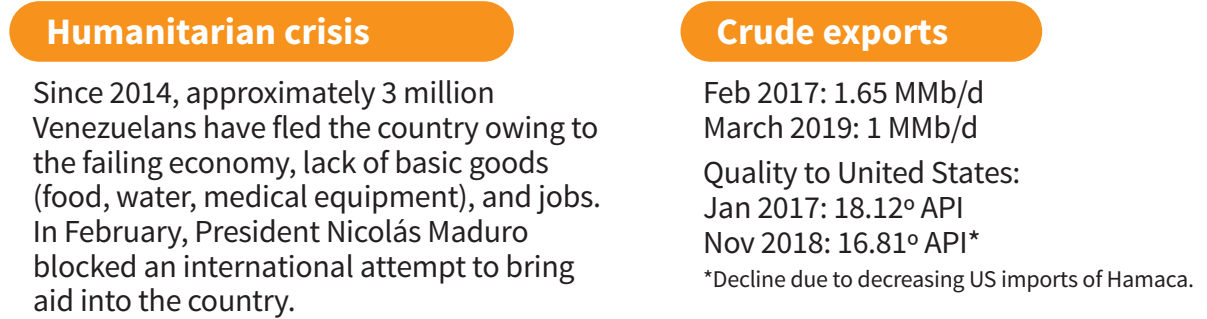 Humanitarian crisis
Since 2014, approximately 3 million
Venezuelans have fled the country owing to
the failing economy, lack of basic goods
(food, water, medical equipment), and jobs.
In February, President Nicolás Maduro
blocked an international attempt to bring
aid into the country.
Crude exports
Feb 2017: 1.65 MMb/d
March 2019: 1 MMb/d
Quality to United States:
Jan 2017: 18.12º API
Nov 2018: 16.81º API*
*Decline due to decreasing US imports of Hamaca.